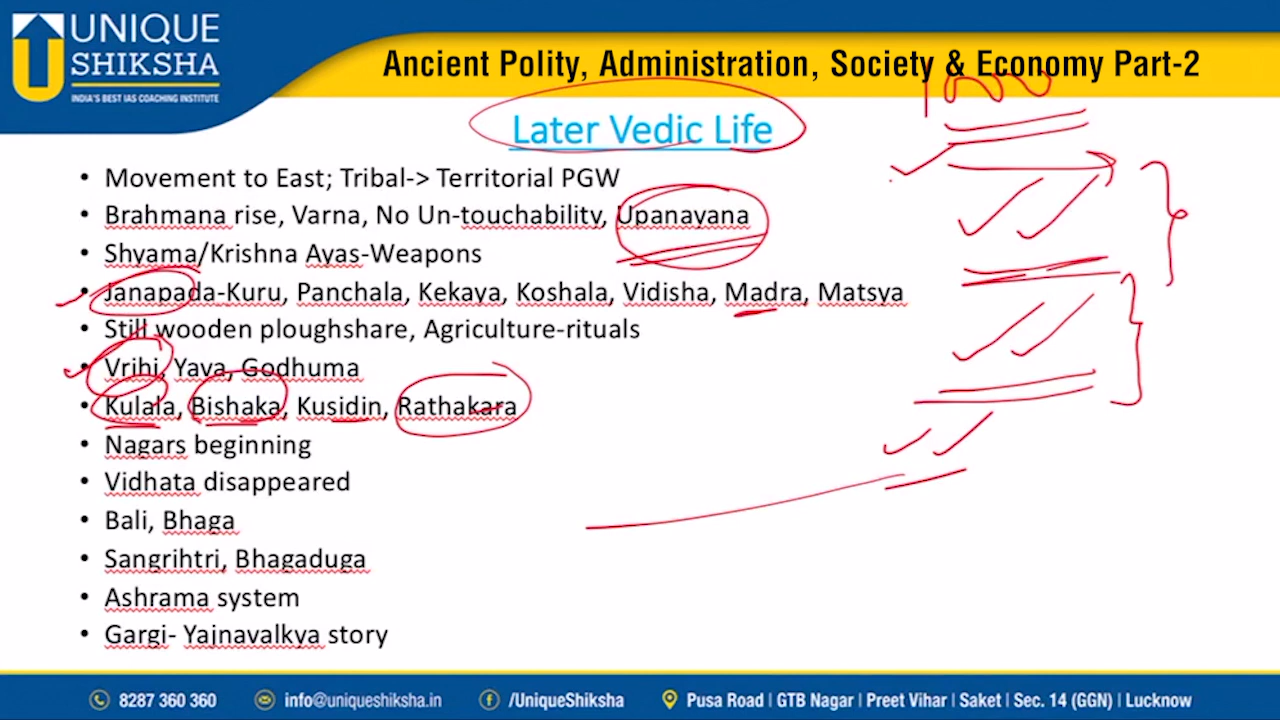 UNIQUE
SHIKSHA
INDIA'S BEST IAS COACHING INSTITUTE
Ancient Polity, Administration, Society & Economy Part-2
1000
Later Vedic Life
• Movement to East; Tribal-> Territorial PGW
• Brahmana rise, Varna, No Un-touchability, Upanayana
• Shyama/Krishna Ayas-Weapons
• Janapada-Kuru, Panchala, Kekaya, Koshala, Vidisha, Madra, Matsya
• Still wooden ploughshare, Agriculture-rituals
• Vrihi, Yava, Godhuma
• Kulala, Bishaka, Kusidin, Rathakara
• Nagars beginning
• Vidhata disappeared
• Bali, Bhaga
• Sangrihtri, Bhagaduga
• Ashrama system
• Gargi- Yajnavalkya story
8287 360 360 info@uniqueshiksha.in /UniqueShiksha Pusa Road | GTB Nagar | Preet Vihar | Saket | Sec. 14 (GGN) | Lucknow